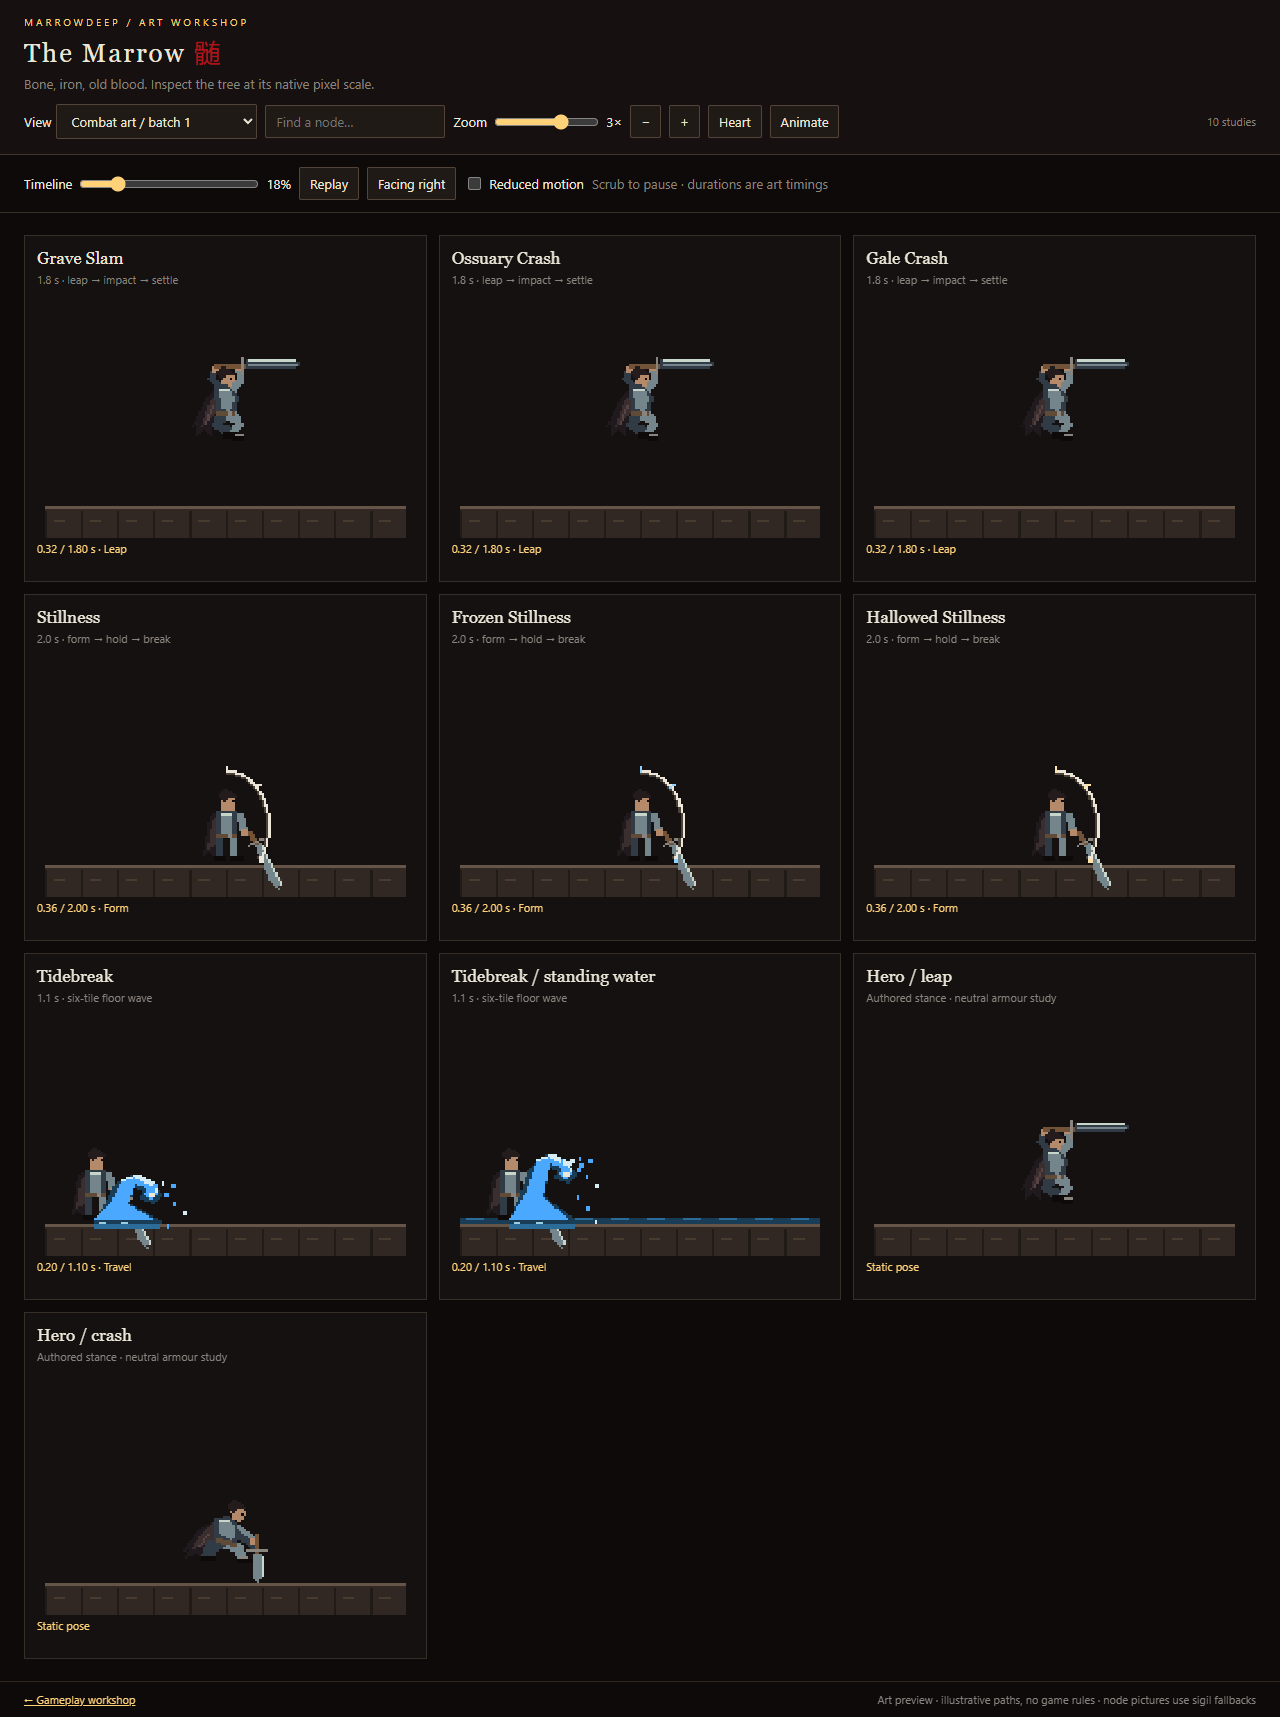 MARROWDEEP / ART WORKSHOP
The Marrow 髄
Bone, iron, old blood. Inspect the tree at its native pixel scale.
View Combat art / batch 1 Find a node... Zoom 3× − + Heart Animate 10 studies
Timeline 18% Replay Facing right Reduced motion Scrub to pause · durations are art timings
Grave Slam
1.8 s · leap → impact → settle
0.32 / 1.80 s · Leap
Ossuary Crash
1.8 s · leap → impact → settle
0.32 / 1.80 s · Leap
Gale Crash
1.8 s · leap → impact → settle
0.32 / 1.80 s · Leap
Stillness
2.0 s · form → hold → break
0.36 / 2.00 s · Form
Frozen Stillness
2.0 s · form → hold → break
0.36 / 2.00 s · Form
Hallowed Stillness
2.0 s · form → hold → break
0.36 / 2.00 s · Form
Tidebreak
1.1 s · six-tile floor wave
0.20 / 1.10 s · Travel
Tidebreak / standing water
1.1 s · six-tile floor wave
0.20 / 1.10 s · Travel
Hero / leap
Authored stance · neutral armour study
Static pose
Hero / crash
Authored stance · neutral armour study
Static pose
← Gameplay workshop
Art preview · illustrative paths, no game rules · node pictures use sigil fallbacks